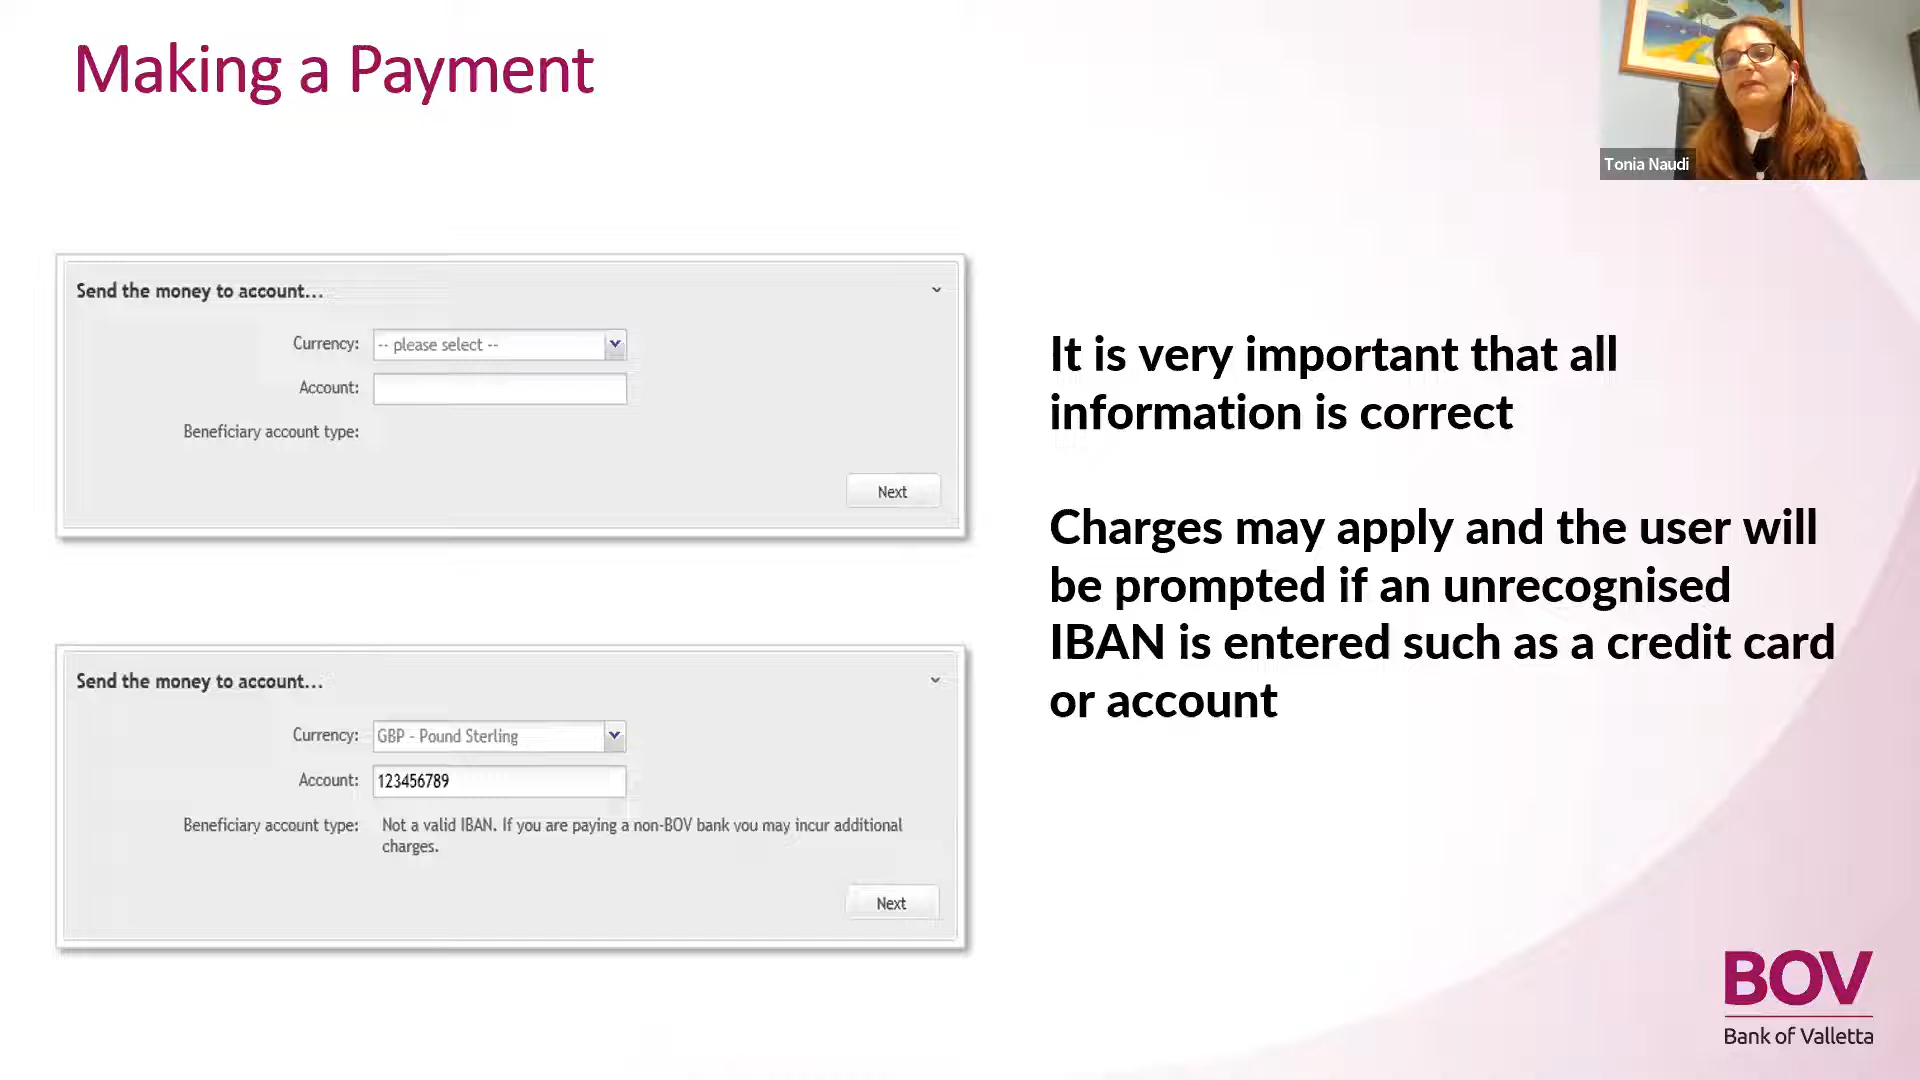 Making a Payment
Tonia Naudi
Send the money to account...
Currency: -- please select --
Account:
Beneficiary account type:
Next
Send the money to account...
Currency: GBP - Pound Sterling
Account: 123456789
Beneficiary account type: Not a valid IBAN. If you are paying a non-BOV bank you may incur additional
charges.
Next
It is very important that all
information is correct
Charges may apply and the user will
be prompted if an unrecognised
IBAN is entered such as a credit card
or account
BOV
Bank of Valletta